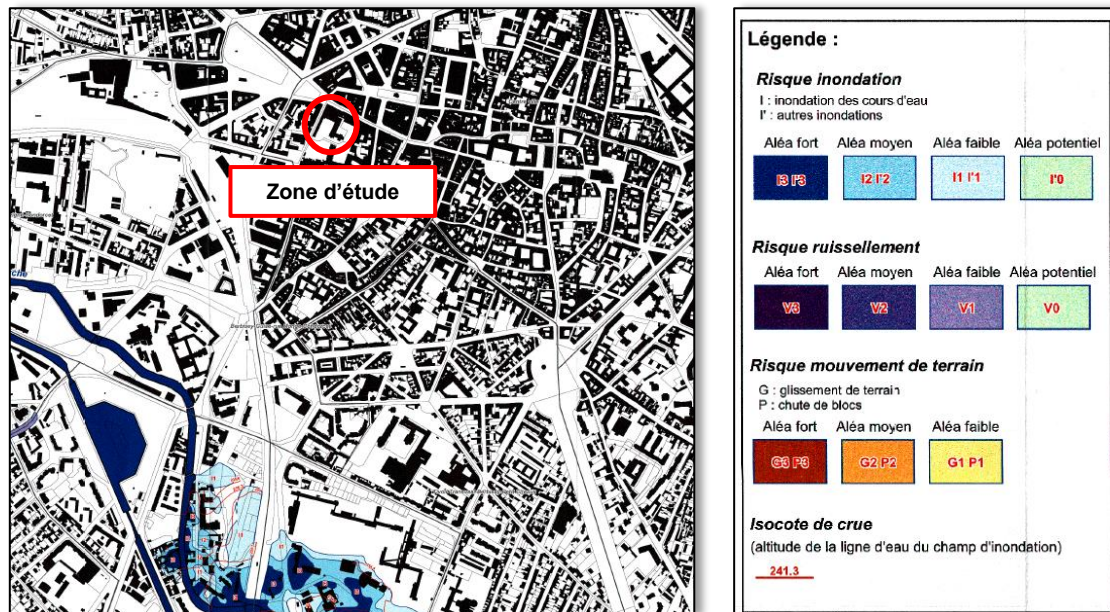 Zone d'étude
che
Légende :
Risque inondation
I : inondation des cours d'eau
I' : autres inondations
Aléa fort Aléa moyen Aléa faible Aléa potentiel
I3 I'3 I2 I'2 I1 I'1 I'0
Risque ruissellement
Aléa fort Aléa moyen Aléa faible Aléa potentiel
V3 V2 V1 V0
Risque mouvement de terrain
G : glissement de terrain
P : chute de blocs
Aléa fort Aléa moyen Aléa faible
G3 P3 G2 P2 G1 P1
Isocote de crue
(altitude de la ligne d'eau du champ d'inondation)
241.3